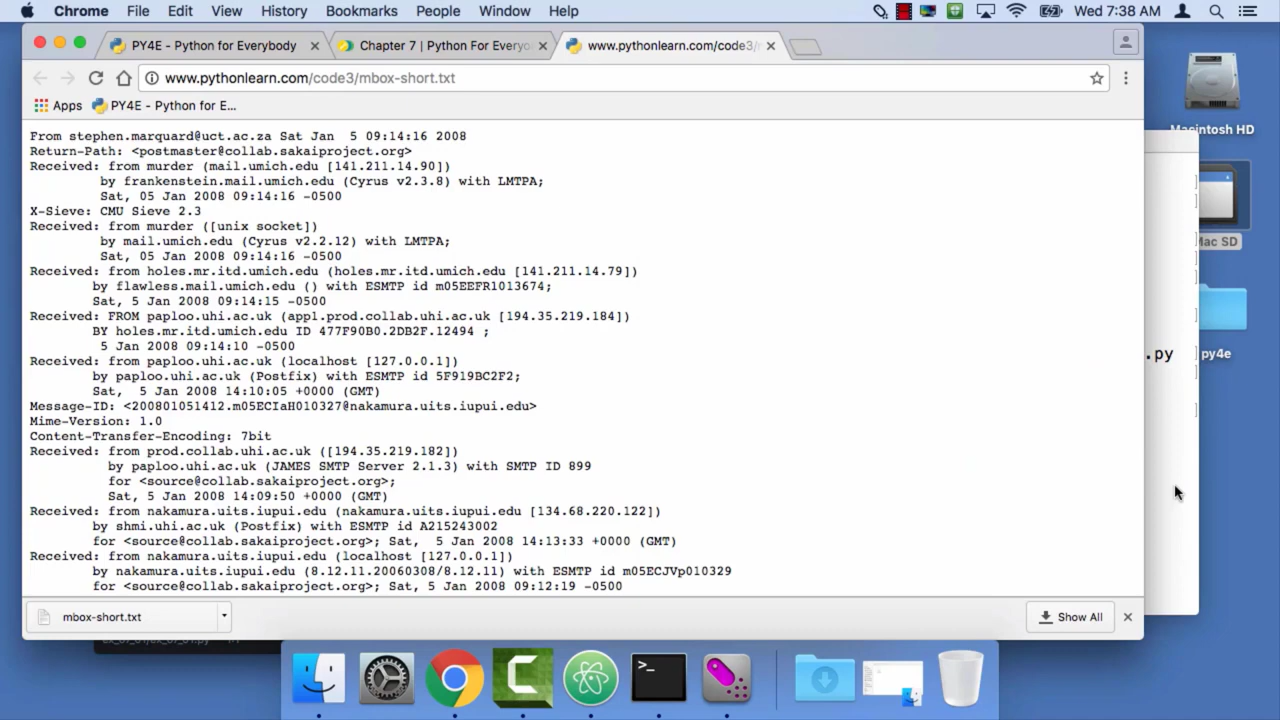 Chrome File Edit View History Bookmarks People Window Help Wed 7:38 AM
PY4E - Python for Everybody Chapter 7 | Python For Everyo www.pythonlearn.com/code3/
www.pythonlearn.com/code3/mbox-short.txt
Apps PY4E - Python for E...
From stephen.marquard@uct.ac.za Sat Jan  5 09:14:16 2008
Return-Path: <postmaster@collab.sakaiproject.org>
Received: from murder (mail.umich.edu [141.211.14.90])
by frankenstein.mail.umich.edu (Cyrus v2.3.8) with LMTPA;
Sat, 05 Jan 2008 09:14:16 -0500
X-Sieve: CMU Sieve 2.3
Received: from murder ([unix socket])
by mail.umich.edu (Cyrus v2.2.12) with LMTPA;
Sat, 05 Jan 2008 09:14:16 -0500
Received: from holes.mr.itd.umich.edu (holes.mr.itd.umich.edu [141.211.14.79])
by flawless.mail.umich.edu () with ESMTP id m05EEFR1013674;
Sat, 5 Jan 2008 09:14:15 -0500
Received: FROM paploo.uhi.ac.uk (app1.prod.collab.uhi.ac.uk [194.35.219.184])
BY holes.mr.itd.umich.edu ID 477F90B0.2DB2F.12494 ;
5 Jan 2008 09:14:10 -0500
Received: from paploo.uhi.ac.uk (localhost [127.0.0.1])
by paploo.uhi.ac.uk (Postfix) with ESMTP id 5F919BC2F2;
Sat,  5 Jan 2008 14:10:05 +0000 (GMT)
Message-ID: <200801051412.m05ECIaH010327@nakamura.uits.iupui.edu>
Mime-Version: 1.0
Content-Transfer-Encoding: 7bit
Received: from prod.collab.uhi.ac.uk ([194.35.219.182])
by paploo.uhi.ac.uk (JAMES SMTP Server 2.1.3) with SMTP ID 899
for <source@collab.sakaiproject.org>;
Sat, 5 Jan 2008 14:09:50 +0000 (GMT)
Received: from nakamura.uits.iupui.edu (nakamura.uits.iupui.edu [134.68.220.122])
by shmi.uhi.ac.uk (Postfix) with ESMTP id A215243002
for <source@collab.sakaiproject.org>; Sat,  5 Jan 2008 14:13:33 +0000 (GMT)
Received: from nakamura.uits.iupui.edu (localhost [127.0.0.1])
by nakamura.uits.iupui.edu (8.12.11.20060308/8.12.11) with ESMTP id m05ECJVp010329
for <source@collab.sakaiproject.org>; Sat, 5 Jan 2008 09:12:19 -0500
mbox-short.txt Show All
Macintosh HD
Mac SD
.py
py4e